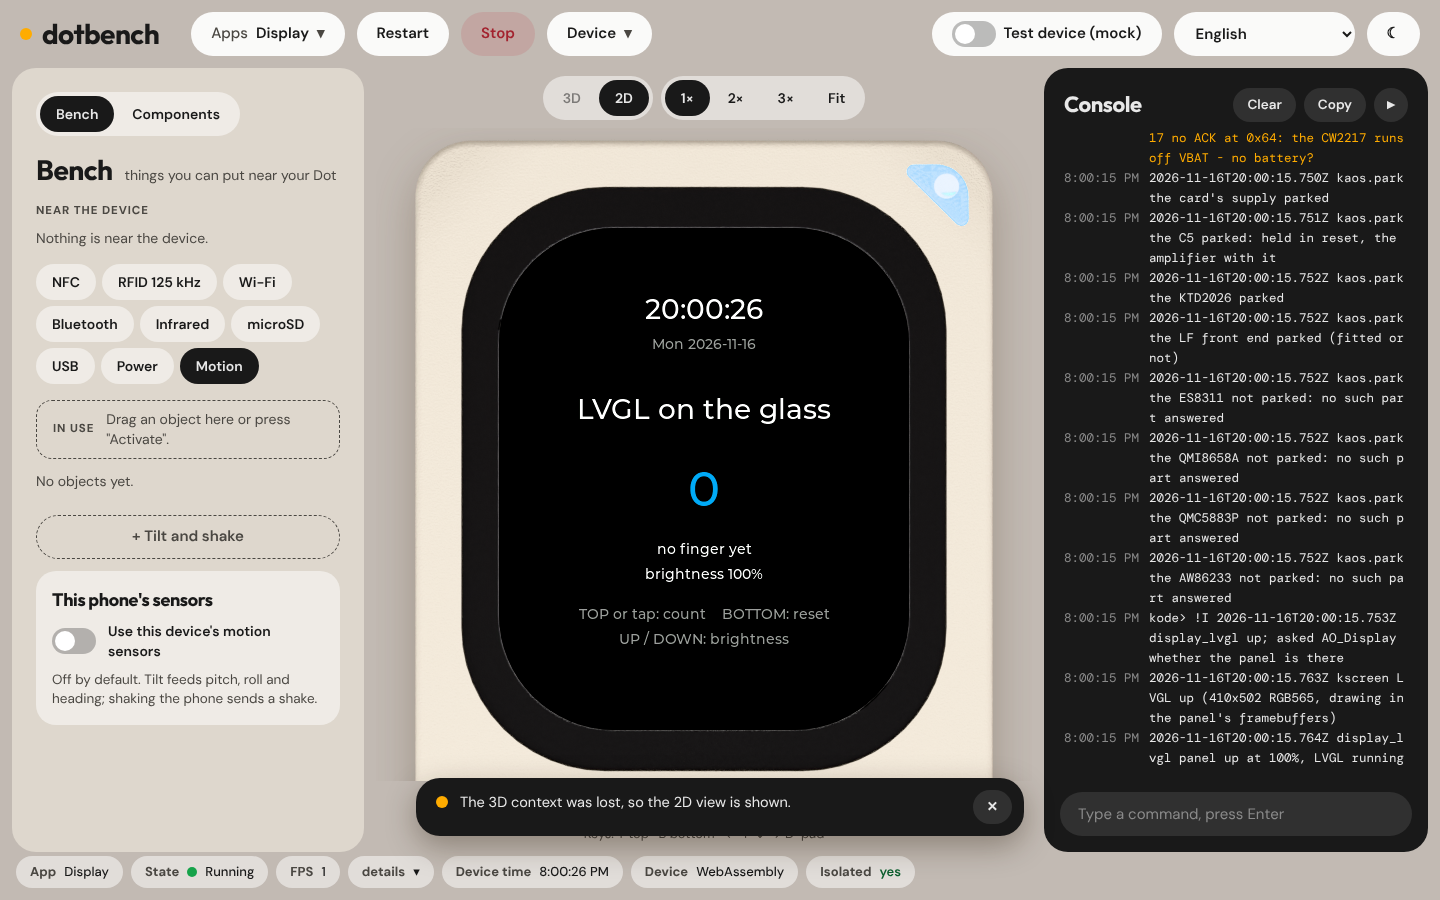 dotbench
Apps Display ▾
Restart
Stop
Device ▾
Test device (mock)
English
Bench
Components
Bench things you can put near your Dot
NEAR THE DEVICE
Nothing is near the device.
NFC
RFID 125 kHz
Wi-Fi
Bluetooth
Infrared
microSD
USB
Power
Motion
IN USE
Drag an object here or press
"Activate".
No objects yet.
+ Tilt and shake
This phone's sensors
Use this device's motion
sensors
Off by default. Tilt feeds pitch, roll and
heading; shaking the phone sends a shake.
3D
2D
1×
2×
3×
Fit
20:00:26
Mon 2026-11-16
LVGL on the glass
0
no finger yet
brightness 100%
TOP or tap: count BOTTOM: reset
UP / DOWN: brightness
The 3D context was lost, so the 2D view is shown.
×
Console
Clear
Copy
17 no ACK at 0x64: the CW2217 runs
off VBAT - no battery?
8:00:15 PM 2026-11-16T20:00:15.750Z kaos.park
the card's supply parked
8:00:15 PM 2026-11-16T20:00:15.751Z kaos.park
the C5 parked: held in reset, the
amplifier with it
8:00:15 PM 2026-11-16T20:00:15.752Z kaos.park
the KTD2026 parked
8:00:15 PM 2026-11-16T20:00:15.752Z kaos.park
the LF front end parked (fitted or
not)
8:00:15 PM 2026-11-16T20:00:15.752Z kaos.park
the ES8311 not parked: no such par
t answered
8:00:15 PM 2026-11-16T20:00:15.752Z kaos.park
the QMI8658A not parked: no such p
art answered
8:00:15 PM 2026-11-16T20:00:15.752Z kaos.park
the QMC5883P not parked: no such p
art answered
8:00:15 PM 2026-11-16T20:00:15.752Z kaos.park
the AW86233 not parked: no such pa
rt answered
8:00:15 PM kode> !I 2026-11-16T20:00:15.753Z
display_lvgl up; asked AO_Display
whether the panel is there
8:00:15 PM 2026-11-16T20:00:15.763Z kscreen L
VGL up (410x502 RGB565, drawing in
the panel's framebuffers)
8:00:15 PM 2026-11-16T20:00:15.764Z display_l
vgl panel up at 100%, LVGL running
Type a command, press Enter
App Display
State Running
FPS 1
details ▾
Device time 8:00:26 PM
Device WebAssembly
Isolated yes